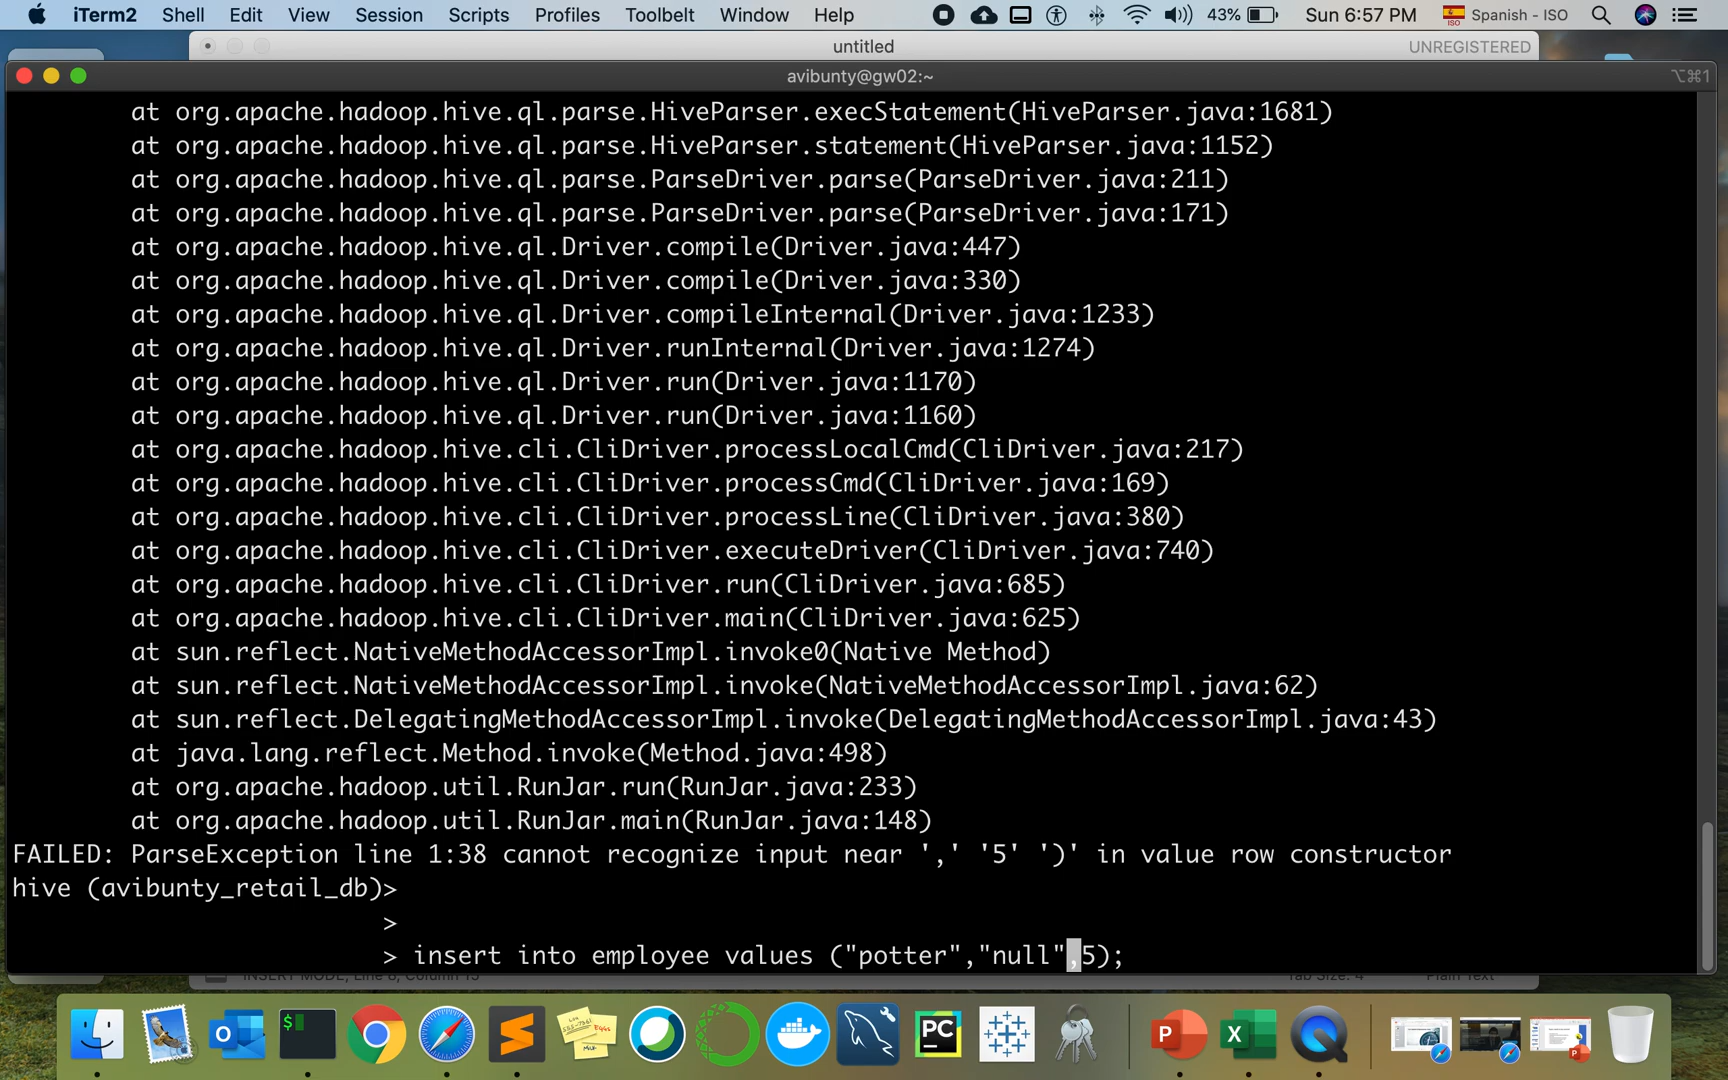 iTerm2 Shell Edit View Session Scripts Profiles Toolbelt Window Help 43% Sun 6:57 PM ISO Spanish - ISO
untitled UNREGISTERED
avibunty@gw02:~ ⌥⌘1
at org.apache.hadoop.hive.ql.parse.HiveParser.execStatement(HiveParser.java:1681)
at org.apache.hadoop.hive.ql.parse.HiveParser.statement(HiveParser.java:1152)
at org.apache.hadoop.hive.ql.parse.ParseDriver.parse(ParseDriver.java:211)
at org.apache.hadoop.hive.ql.parse.ParseDriver.parse(ParseDriver.java:171)
at org.apache.hadoop.hive.ql.Driver.compile(Driver.java:447)
at org.apache.hadoop.hive.ql.Driver.compile(Driver.java:330)
at org.apache.hadoop.hive.ql.Driver.compileInternal(Driver.java:1233)
at org.apache.hadoop.hive.ql.Driver.runInternal(Driver.java:1274)
at org.apache.hadoop.hive.ql.Driver.run(Driver.java:1170)
at org.apache.hadoop.hive.ql.Driver.run(Driver.java:1160)
at org.apache.hadoop.hive.cli.CliDriver.processLocalCmd(CliDriver.java:217)
at org.apache.hadoop.hive.cli.CliDriver.processCmd(CliDriver.java:169)
at org.apache.hadoop.hive.cli.CliDriver.processLine(CliDriver.java:380)
at org.apache.hadoop.hive.cli.CliDriver.executeDriver(CliDriver.java:740)
at org.apache.hadoop.hive.cli.CliDriver.run(CliDriver.java:685)
at org.apache.hadoop.hive.cli.CliDriver.main(CliDriver.java:625)
at sun.reflect.NativeMethodAccessorImpl.invoke0(Native Method)
at sun.reflect.NativeMethodAccessorImpl.invoke(NativeMethodAccessorImpl.java:62)
at sun.reflect.DelegatingMethodAccessorImpl.invoke(DelegatingMethodAccessorImpl.java:43)
at java.lang.reflect.Method.invoke(Method.java:498)
at org.apache.hadoop.util.RunJar.run(RunJar.java:233)
at org.apache.hadoop.util.RunJar.main(RunJar.java:148)
FAILED: ParseException line 1:38 cannot recognize input near ',' '5' ')' in value row constructor
hive (avibunty_retail_db)>
>
> insert into employee values ("potter","null",5);